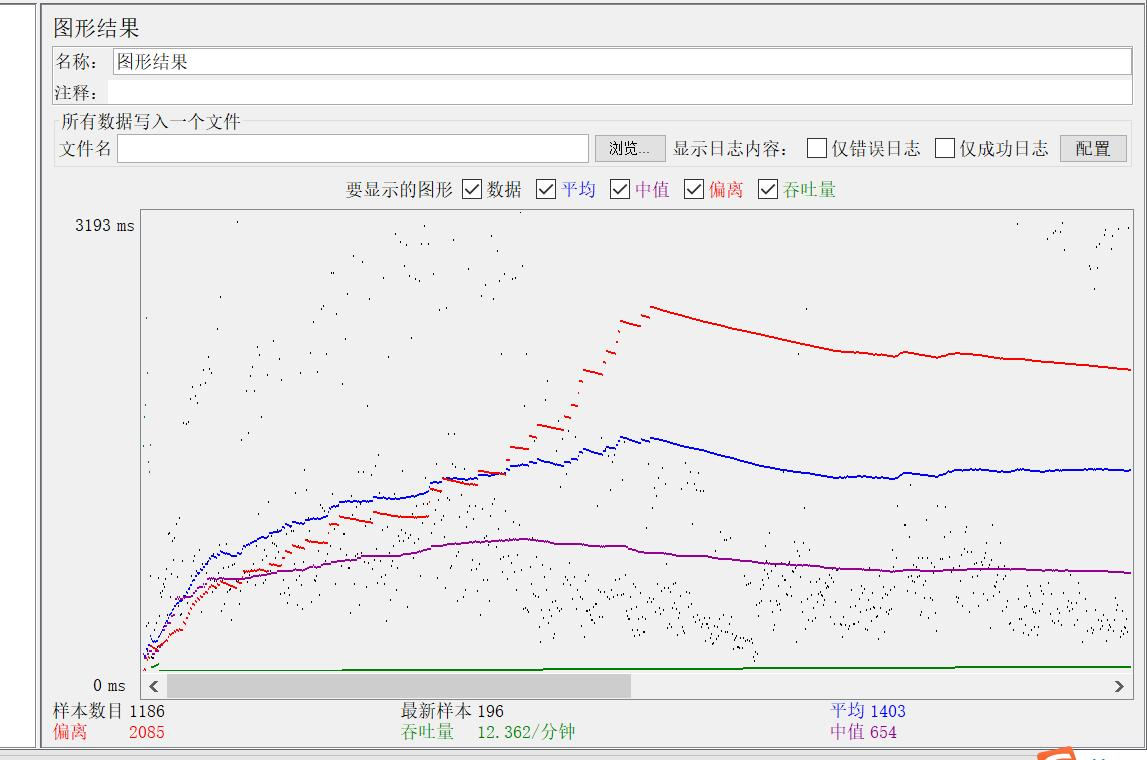 图形结果
名称： 图形结果
注释：
所有数据写入一个文件
文件名 浏览... 显示日志内容： 仅错误日志 仅成功日志 配置
要显示的图形 数据 平均 中值 偏离 吞吐量
3193 ms
0 ms
样本数目 1186 最新样本 196 平均 1403
偏离 2085 吞吐量 12.362/分钟 中值 654